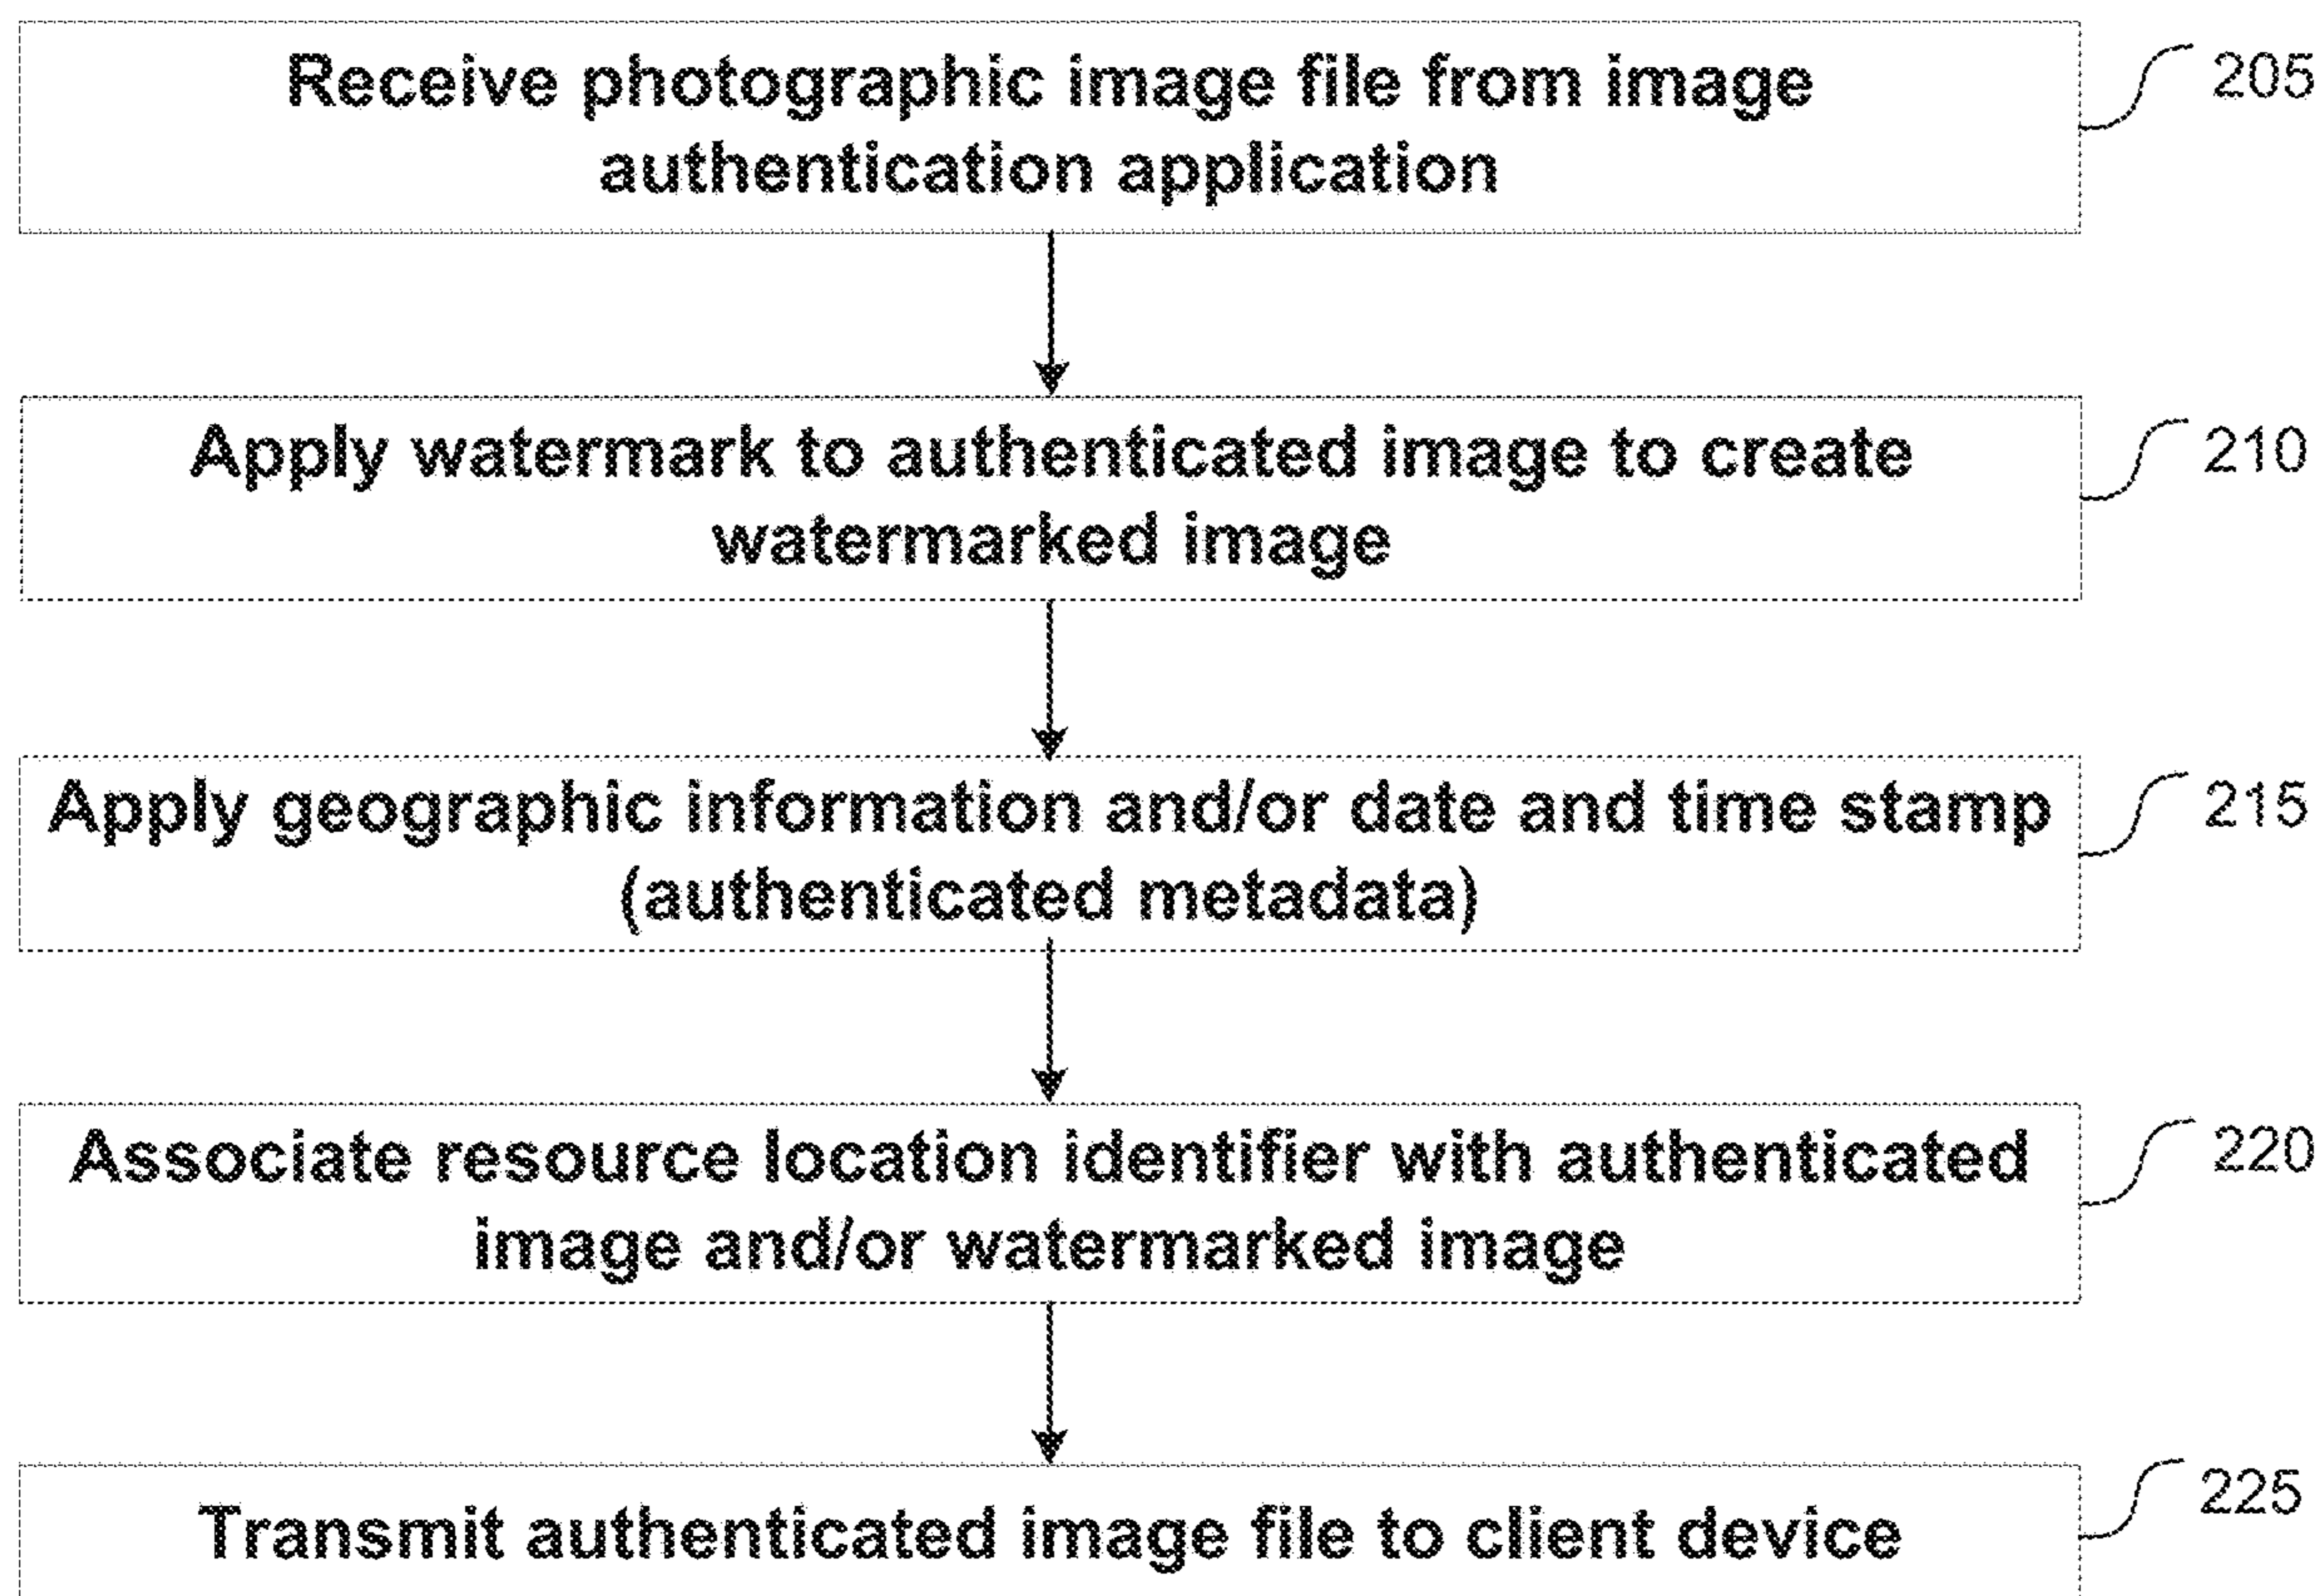 Receive photographic image file from image
authentication application
205
Apply watermark to authenticated image to create
watermarked image
210
Apply geographic information and/or date and time stamp
(authenticated metadata)
215
Associate resource location identifier with authenticated
image and/or watermarked image
220
Transmit authenticated image file to client device
225